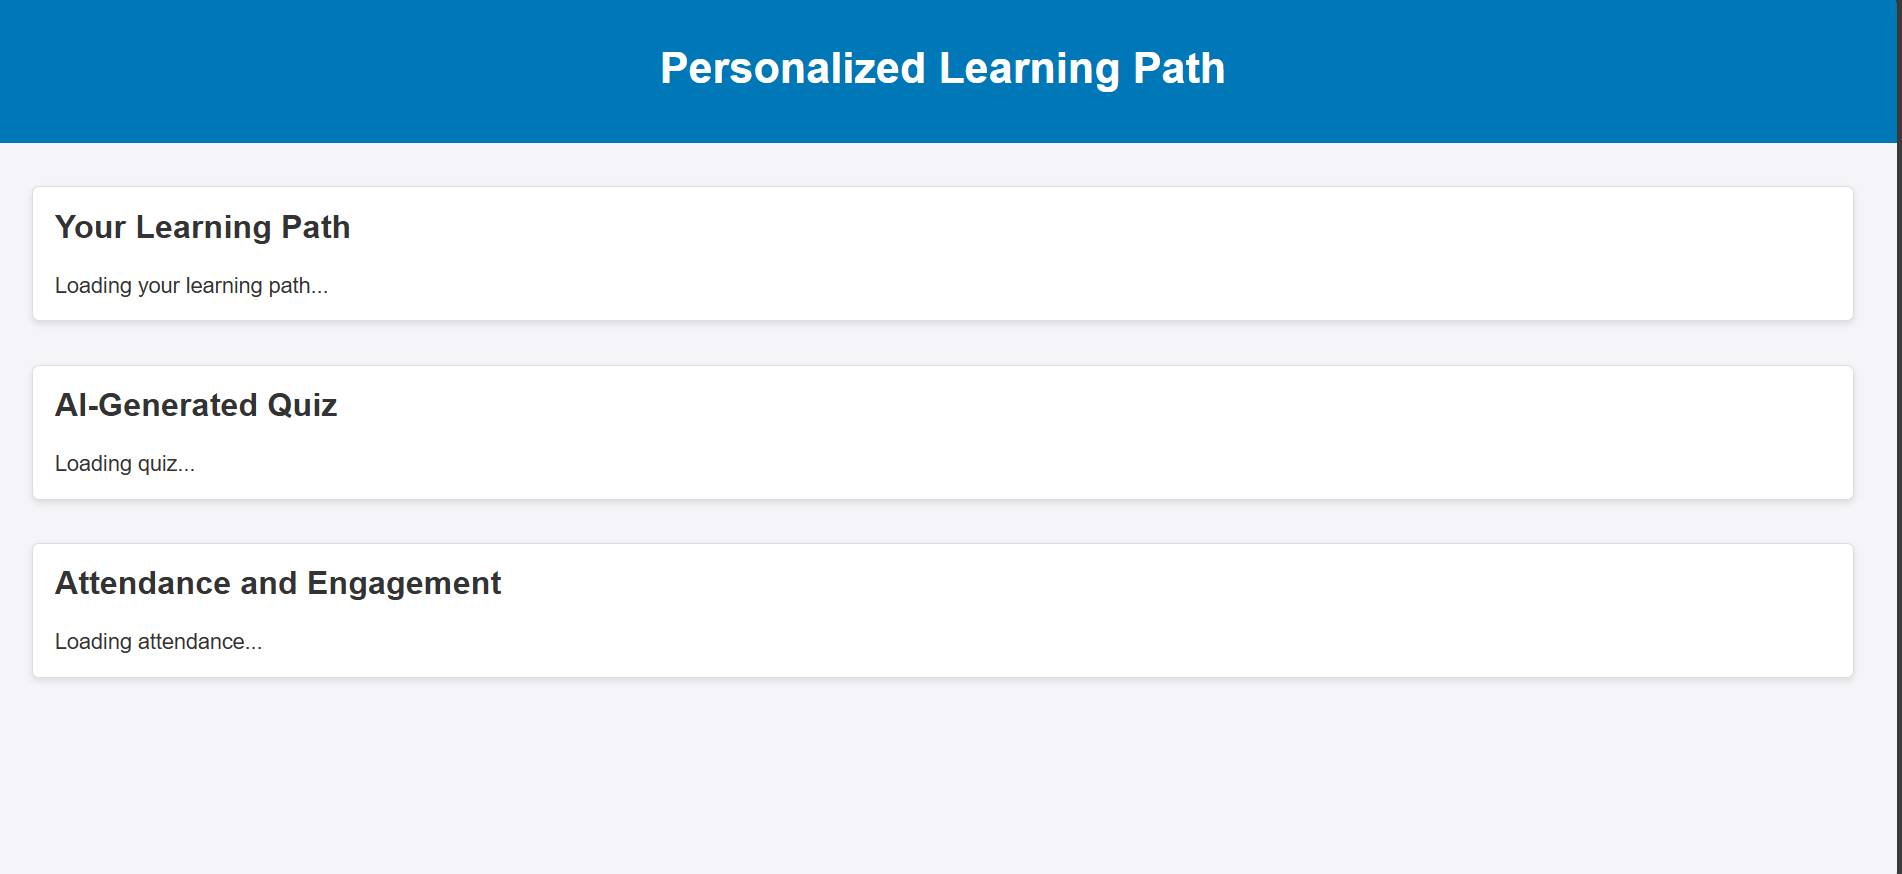 Personalized Learning Path
Your Learning Path
Loading your learning path...
AI-Generated Quiz
Loading quiz...
Attendance and Engagement
Loading attendance...